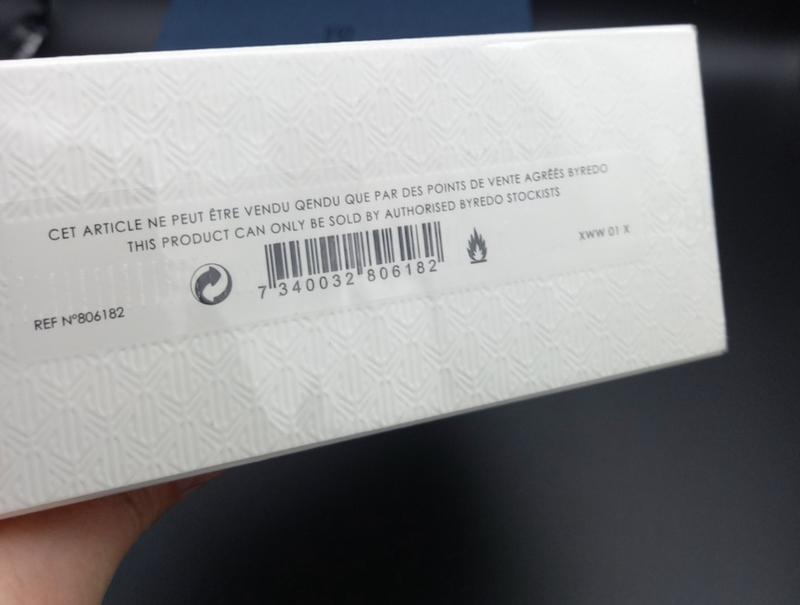 CET ARTICLE NE PEUT ÊTRE VENDU QENDU QUE PAR DES POINTS DE VENTE AGRÉÉS BYREDO
THIS PRODUCT CAN ONLY BE SOLD BY AUTHORISED BYREDO STOCKISTS
XWW 01 X
7 340032 806182
REF N°806182